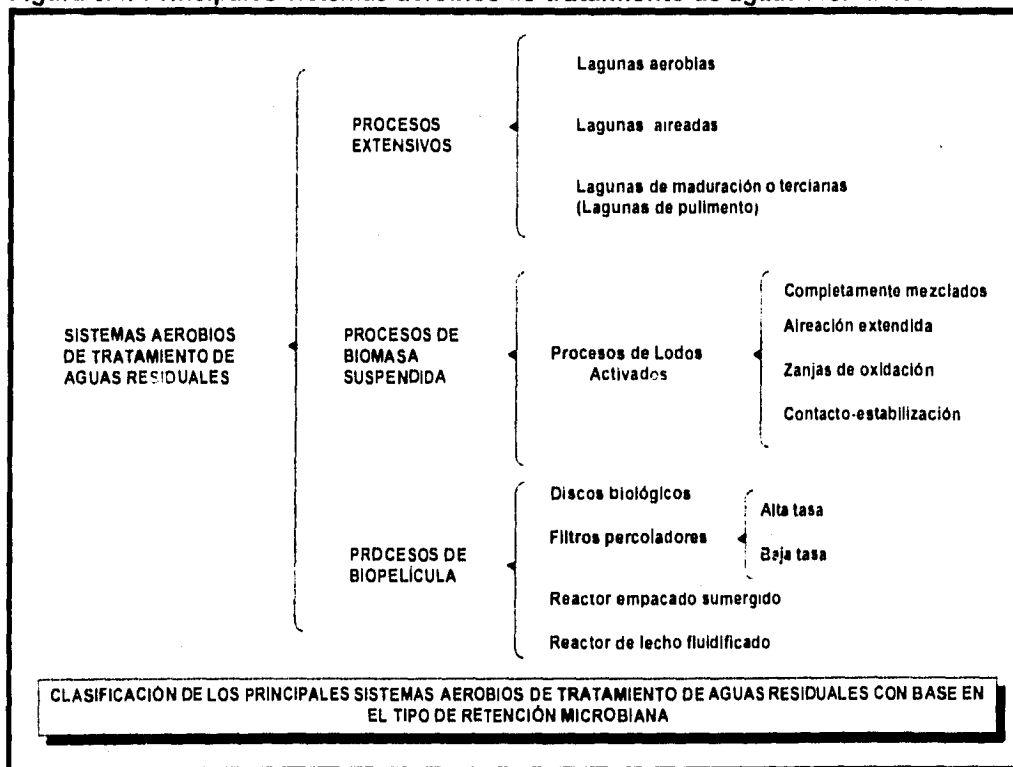 Lagunas aerobias
PROCESOS
EXTENSIVOS
Lagunas aireadas
Lagunas de maduración o terciarias
(Lagunas de pulimento)
SISTEMAS AEROBIOS
DE TRATAMIENTO DE
AGUAS RESIDUALES
PROCESOS DE
BIOMASA
SUSPENDIDA
Procesos de Lodos
Activados
Completamente mezclados
Aireación extendida
Zanjas de oxidación
Contacto-estabilización
PROCESOS DE
BIOPELÍCULA
Discos biológicos
Filtros percoladores
Alta tasa
Baja tasa
Reactor empacado sumergido
Reactor de lecho fluidificado
CLASIFICACIÓN DE LOS PRINCIPALES SISTEMAS AEROBIOS DE TRATAMIENTO DE AGUAS RESIDUALES CON BASE EN
EL TIPO DE RETENCIÓN MICROBIANA